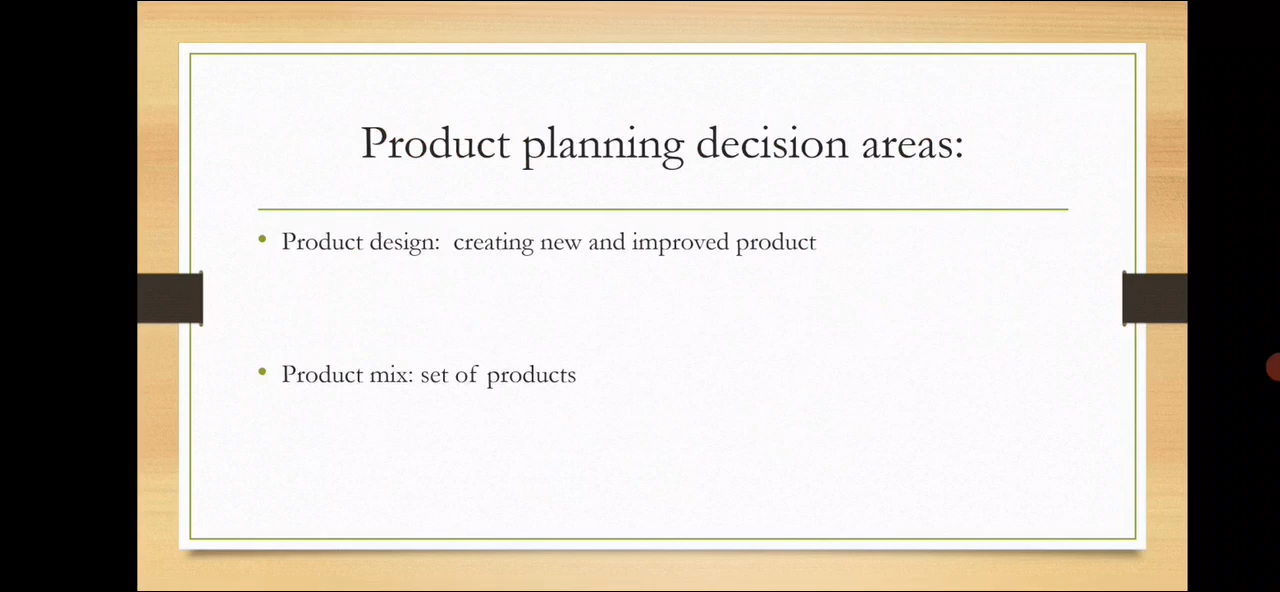 Product planning decision areas:
Product design:  creating new and improved product
Product mix: set of products